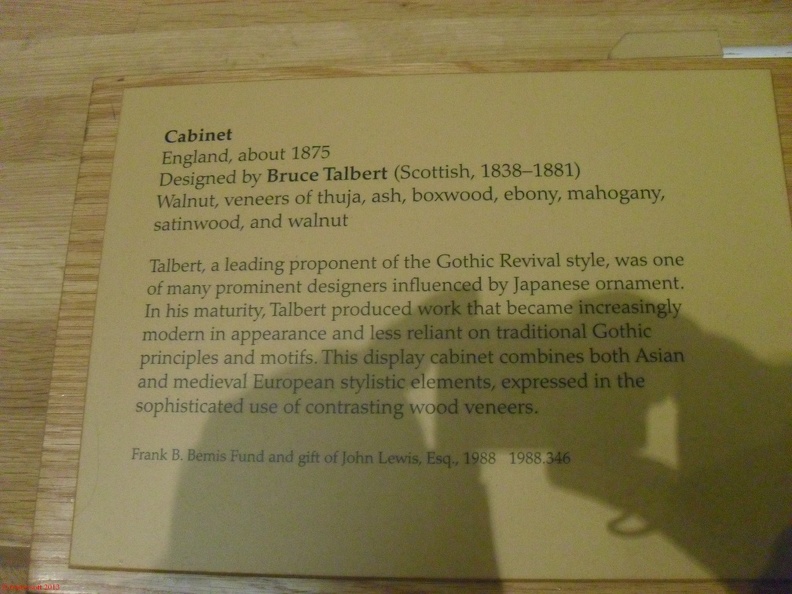 Cabinet
England, about 1875
Designed by Bruce Talbert (Scottish, 1838–1881)
Walnut, veneers of thuja, ash, boxwood, ebony, mahogany,
satinwood, and walnut
Talbert, a leading proponent of the Gothic Revival style, was one
of many prominent designers influenced by Japanese ornament.
In his maturity, Talbert produced work that became increasingly
modern in appearance and less reliant on traditional Gothic
principles and motifs. This display cabinet combines both Asian
and medieval European stylistic elements, expressed in the
sophisticated use of contrasting wood veneers.
Frank B. Bemis Fund and gift of John Lewis, Esq., 1988 1988.346